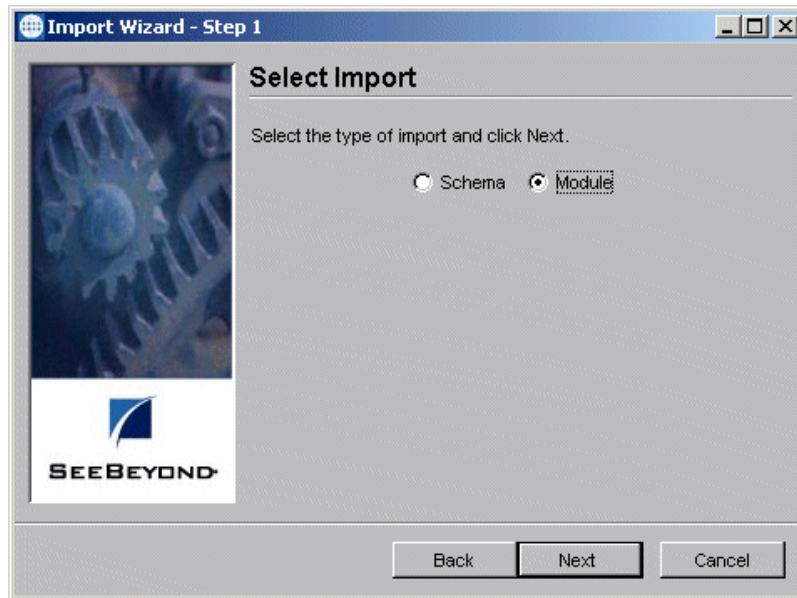 Import Wizard - Step 1
Select Import
Select the type of import and click Next.
Schema Module
SEEBEYOND
Back Next Cancel